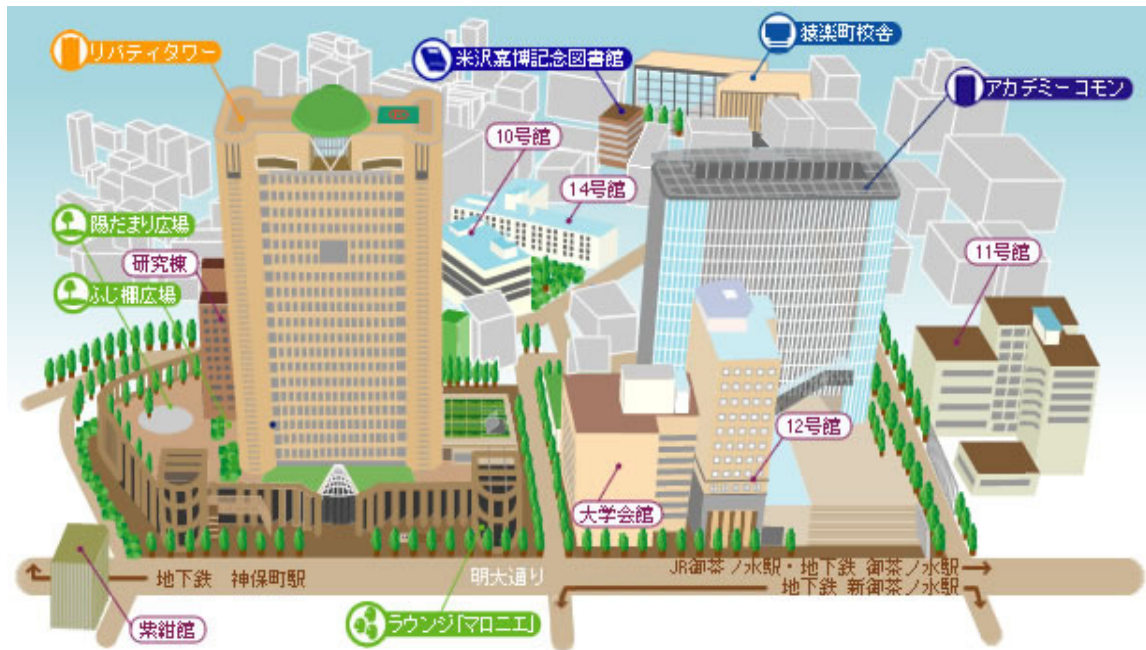 リバティタワー
米沢嘉博記念図書館
猿楽町校舎
アカデミーコモン
10号館
14号館
陽だまり広場
研究棟
ふじ棚広場
11号館
12号館
大学会館
地下鉄 神保町駅
明大通り
JR御茶ノ水駅・地下鉄 御茶ノ水駅
地下鉄 新御茶ノ水駅
紫紺館
ラウンジ「マロニエ」